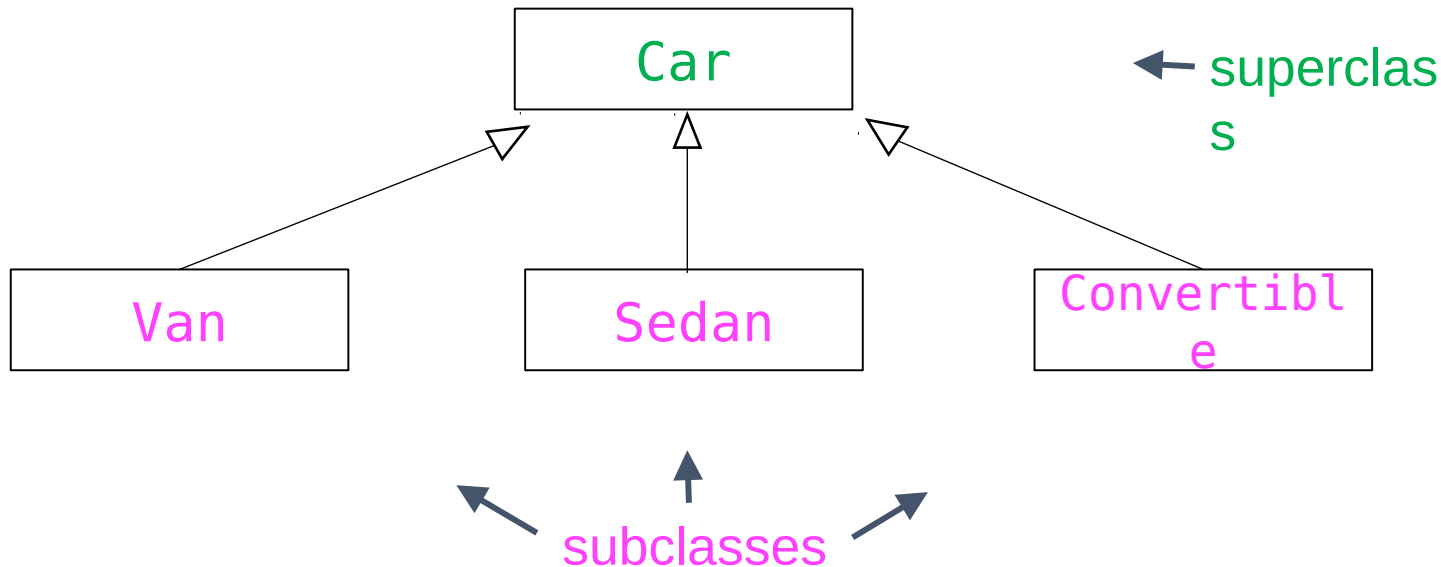 Car
superclas
s
Van
Sedan
Convertibl
e
subclasses